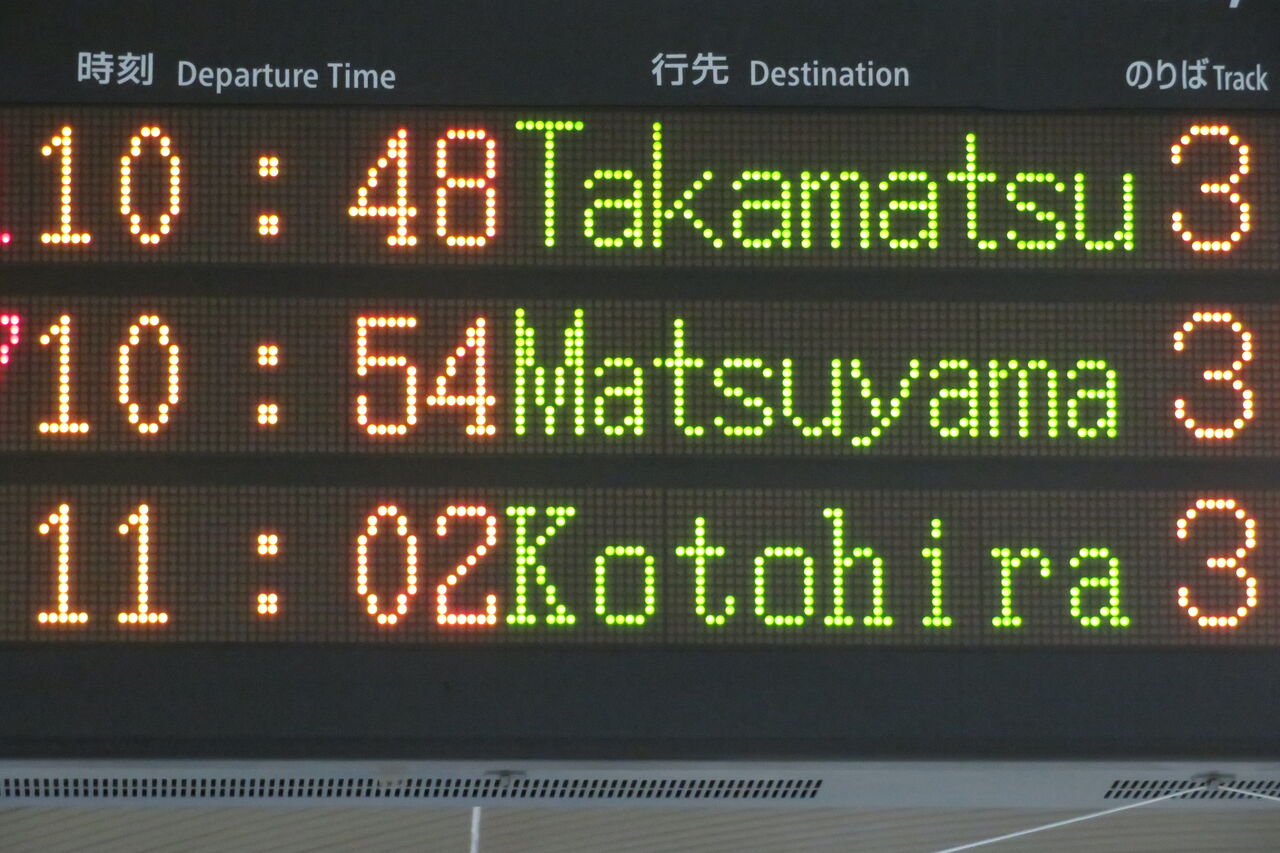 時刻 Departure Time 行先 Destination のりば Track
10:48 Takamatsu 3
10:54 Matsuyama 3
11:02 Kotohira 3